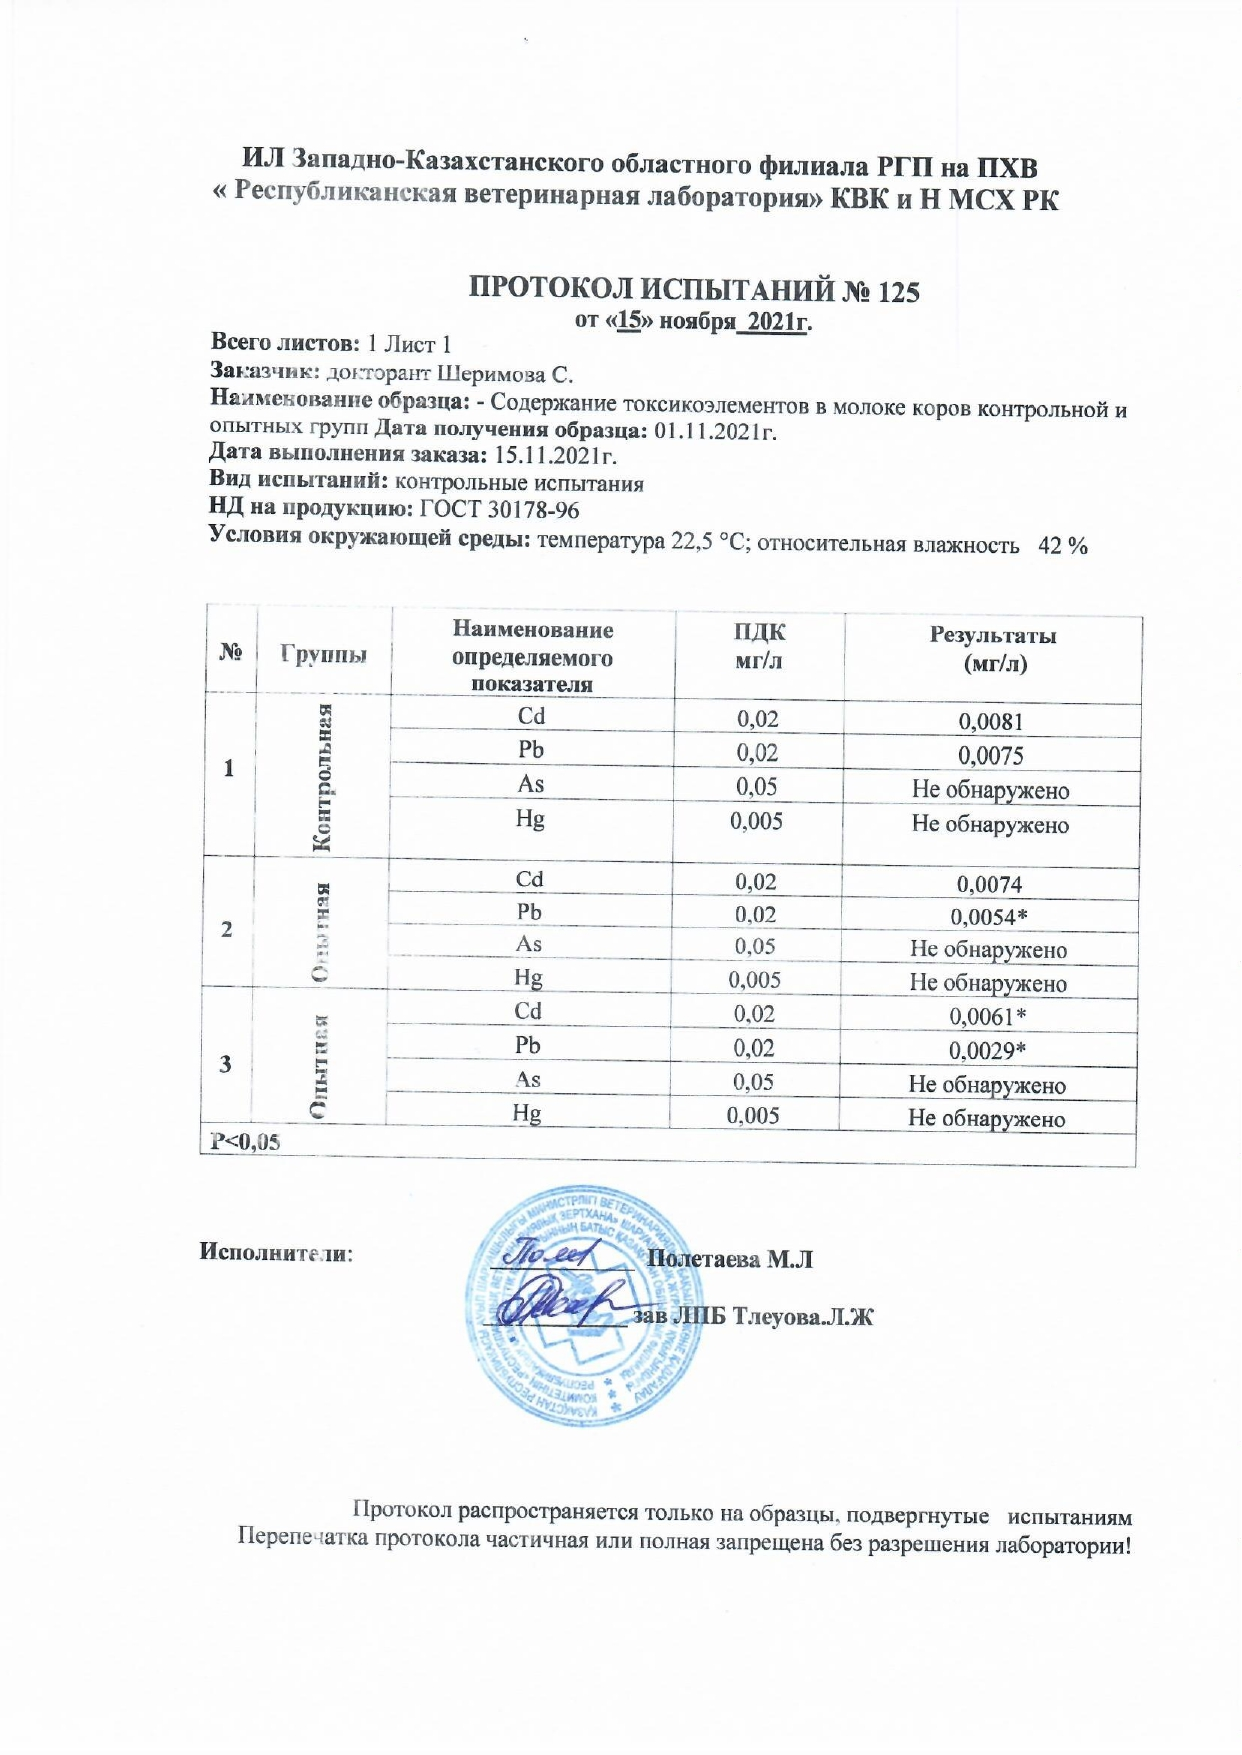 ИЛ Западно-Казахстанского областного филиала РГП на ПХВ
« Республиканская ветеринарная лаборатория» КВК и Н МСХ РК
ПРОТОКОЛ ИСПЫТАНИЙ № 125
от «15» ноября 2021г.
Всего листов: 1 Лист 1
Заказчик: докторант Шеримова С.
Наименование образца: - Содержание токсикоэлементов в молоке коров контрольной и
опытных групп Дата получения образца: 01.11.2021г.
Дата выполнения заказа: 15.11.2021г.
Вид испытаний: контрольные испытания
НД на продукцию: ГОСТ 30178-96
Условия окружающей среды: температура 22,5 °С; относительная влажность 42 %
№ Группы Наименование определяемого показателя ПДК мг/л Результаты (мг/л)
1 Контрольная Cd 0,02 0,0081
Pb 0,02 0,0075
As 0,05 Не обнаружено
Hg 0,005 Не обнаружено
2 Опытная Cd 0,02 0,0074
Pb 0,02 0,0054*
As 0,05 Не обнаружено
Hg 0,005 Не обнаружено
3 Опытная Cd 0,02 0,0061*
Pb 0,02 0,0029*
As 0,05 Не обнаружено
Hg 0,005 Не обнаружено
P<0,05
Исполнители: Полетаева М.Л
зав ЛПБ Тлеуова.Л.Ж
Протокол распространяется только на образцы, подвергнутые испытаниям
Перепечатка протокола частичная или полная запрещена без разрешения лаборатории!